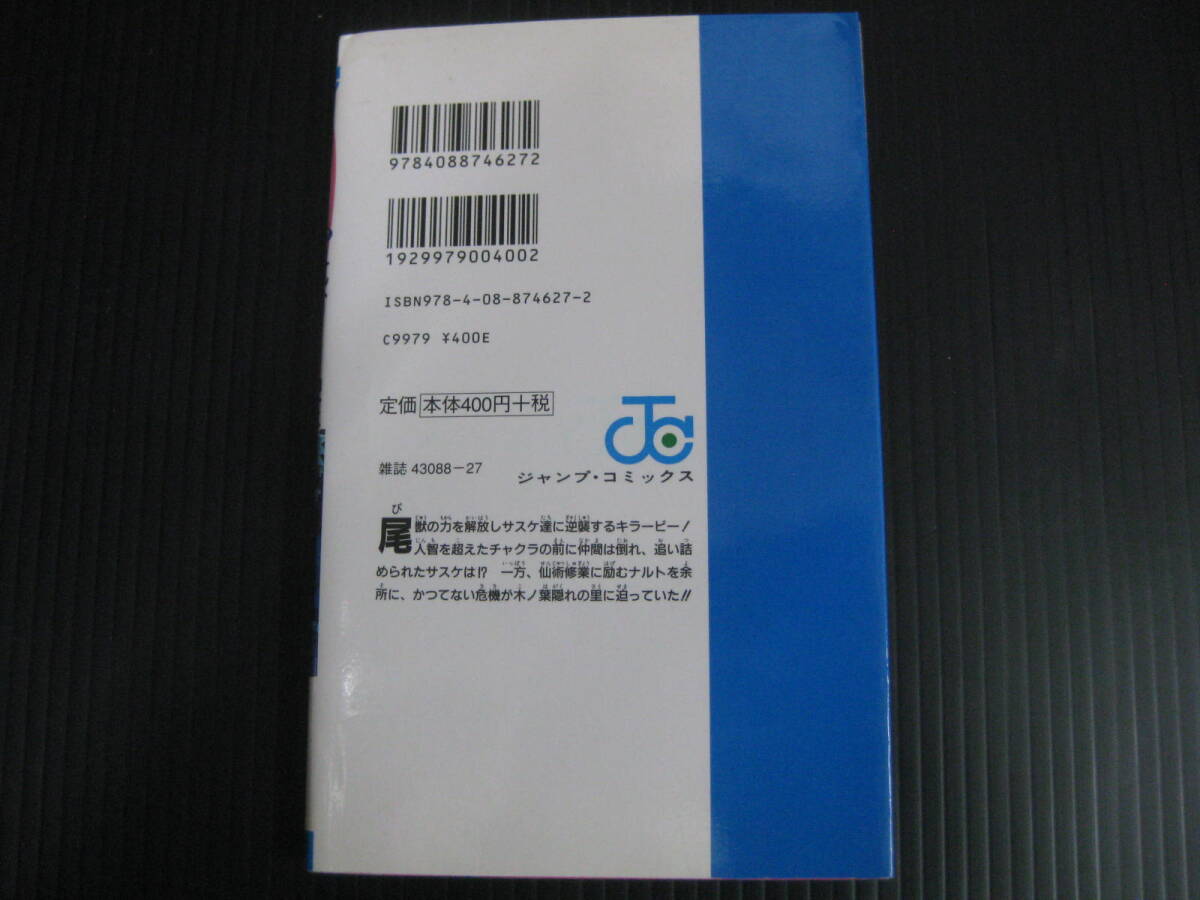 9784088746272
1929979004002
ISBN978-4-08-874627-2
C9979 ¥400E
定価 本体400円+税
雑誌 43088-27
ジャンプ・コミックス
尾獣の力を解放しサスケ達に逆襲するキラービー!
人智を超えたチャクラの前に仲間は倒れ、追い詰
められたサスケは!? 一方、仙術修業に励むナルトを余
所に、かつてない危機が木ノ葉隠れの里に迫っていた!!